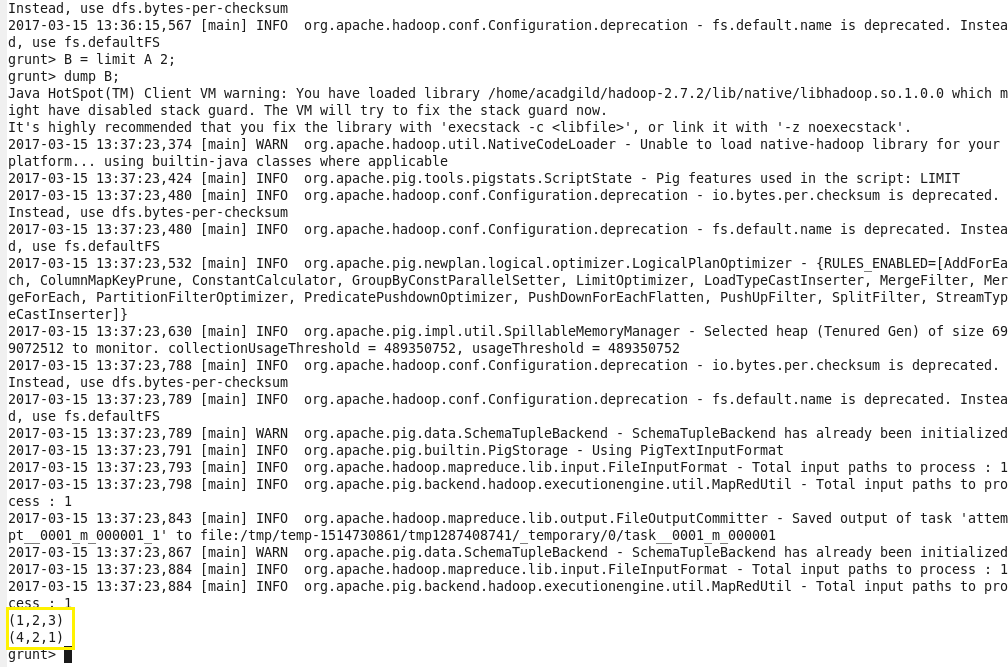 Instead, use dfs.bytes-per-checksum
2017-03-15 13:36:15,567 [main] INFO  org.apache.hadoop.conf.Configuration.deprecation - fs.default.name is deprecated. Instea
d, use fs.defaultFS
grunt> B = limit A 2;
grunt> dump B;
Java HotSpot(TM) Client VM warning: You have loaded library /home/acadgild/hadoop-2.7.2/lib/native/libhadoop.so.1.0.0 which m
ight have disabled stack guard. The VM will try to fix the stack guard now.
It's highly recommended that you fix the library with 'execstack -c <libfile>', or link it with '-z noexecstack'.
2017-03-15 13:37:23,374 [main] WARN  org.apache.hadoop.util.NativeCodeLoader - Unable to load native-hadoop library for your
platform... using builtin-java classes where applicable
2017-03-15 13:37:23,424 [main] INFO  org.apache.pig.tools.pigstats.ScriptState - Pig features used in the script: LIMIT
2017-03-15 13:37:23,480 [main] INFO  org.apache.hadoop.conf.Configuration.deprecation - io.bytes.per.checksum is deprecated.
Instead, use dfs.bytes-per-checksum
2017-03-15 13:37:23,480 [main] INFO  org.apache.hadoop.conf.Configuration.deprecation - fs.default.name is deprecated. Instea
d, use fs.defaultFS
2017-03-15 13:37:23,532 [main] INFO  org.apache.pig.newplan.logical.optimizer.LogicalPlanOptimizer - {RULES_ENABLED=[AddForEa
ch, ColumnMapKeyPrune, ConstantCalculator, GroupByConstParallelSetter, LimitOptimizer, LoadTypeCastInserter, MergeFilter, Mer
geForEach, PartitionFilterOptimizer, PredicatePushdownOptimizer, PushDownForEachFlatten, PushUpFilter, SplitFilter, StreamTyp
eCastInserter]}
2017-03-15 13:37:23,630 [main] INFO  org.apache.pig.impl.util.SpillableMemoryManager - Selected heap (Tenured Gen) of size 69
9072512 to monitor. collectionUsageThreshold = 489350752, usageThreshold = 489350752
2017-03-15 13:37:23,788 [main] INFO  org.apache.hadoop.conf.Configuration.deprecation - io.bytes.per.checksum is deprecated.
Instead, use dfs.bytes-per-checksum
2017-03-15 13:37:23,789 [main] INFO  org.apache.hadoop.conf.Configuration.deprecation - fs.default.name is deprecated. Instea
d, use fs.defaultFS
2017-03-15 13:37:23,789 [main] WARN  org.apache.pig.data.SchemaTupleBackend - SchemaTupleBackend has already been initialized
2017-03-15 13:37:23,791 [main] INFO  org.apache.pig.builtin.PigStorage - Using PigTextInputFormat
2017-03-15 13:37:23,793 [main] INFO  org.apache.hadoop.mapreduce.lib.input.FileInputFormat - Total input paths to process : 1
2017-03-15 13:37:23,798 [main] INFO  org.apache.pig.backend.hadoop.executionengine.util.MapRedUtil - Total input paths to pro
cess : 1
2017-03-15 13:37:23,843 [main] INFO  org.apache.hadoop.mapreduce.lib.output.FileOutputCommitter - Saved output of task 'attem
pt__0001_m_000001_1' to file:/tmp/temp-1514730861/tmp1287408741/_temporary/0/task__0001_m_000001
2017-03-15 13:37:23,867 [main] WARN  org.apache.pig.data.SchemaTupleBackend - SchemaTupleBackend has already been initialized
2017-03-15 13:37:23,884 [main] INFO  org.apache.hadoop.mapreduce.lib.input.FileInputFormat - Total input paths to process : 1
2017-03-15 13:37:23,884 [main] INFO  org.apache.pig.backend.hadoop.executionengine.util.MapRedUtil - Total input paths to pro
cess : 1
(1,2,3)
(4,2,1)
grunt>